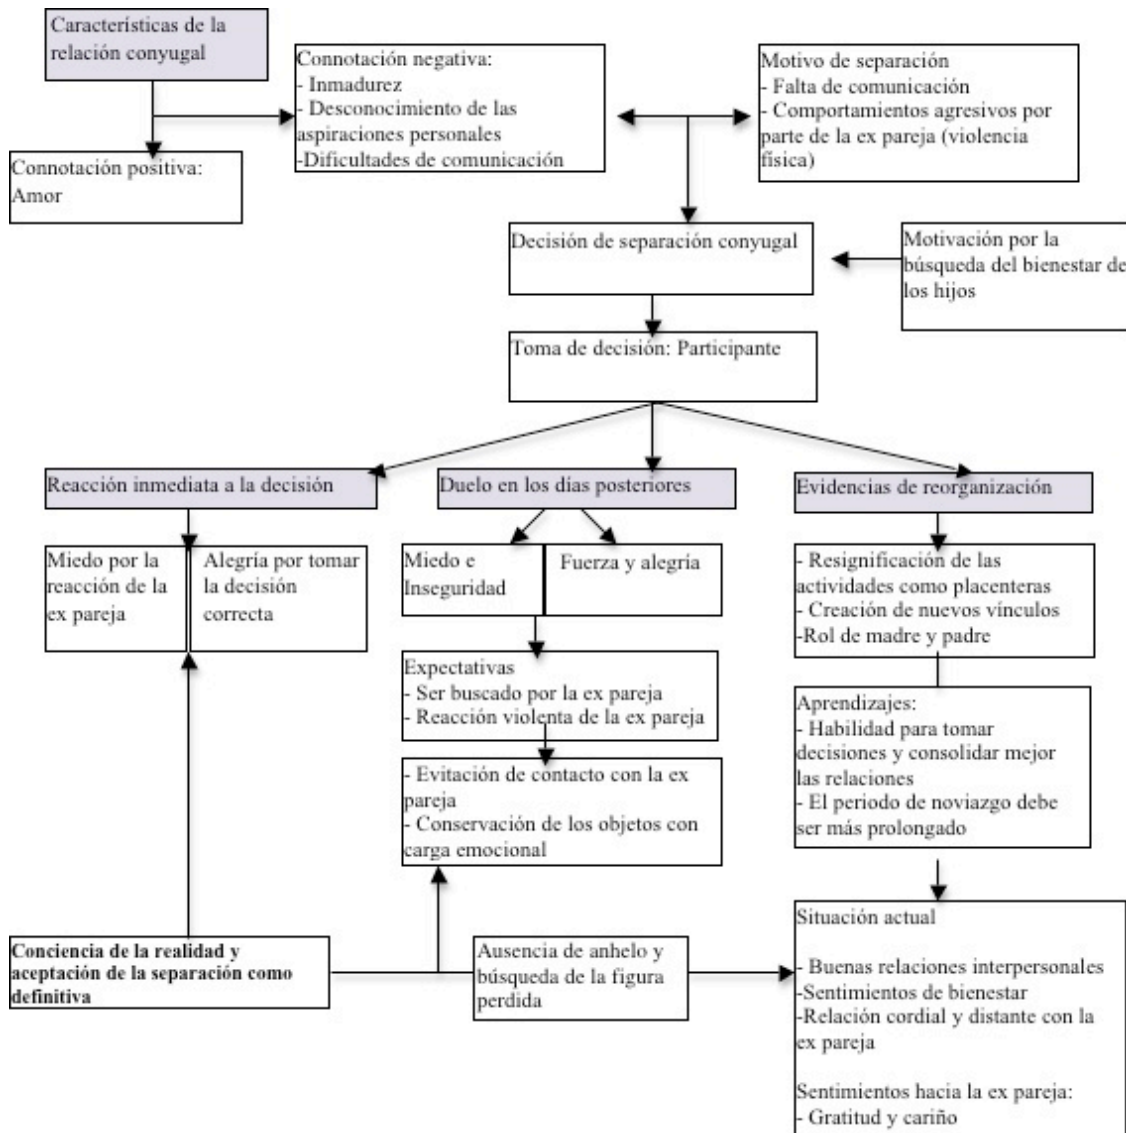 Características de la
relación conyugal
Connotación negativa:
- Inmadurez
- Desconocimiento de las
aspiraciones personales
-Dificultades de comunicación
Motivo de separación
- Falta de comunicación
- Comportamientos agresivos por
parte de la ex pareja (violencia
física)
Connotación positiva:
Amor
Decisión de separación conyugal
Motivación por la
búsqueda del bienestar de
los hijos
Toma de decisión: Participante
Reacción inmediata a la decisión
Miedo por la
reacción de la
ex pareja
Alegría por tomar
la decisión
correcta
Duelo en los días posteriores
Miedo e
Inseguridad
Fuerza y alegría
Expectativas
- Ser buscado por la ex pareja
- Reacción violenta de la ex pareja
- Evitación de contacto con la ex
pareja
- Conservación de los objetos con
carga emocional
Evidencias de reorganización
- Resignificación de las
actividades como placenteras
- Creación de nuevos vínculos
-Rol de madre y padre
Aprendizajes:
- Habilidad para tomar
decisiones y consolidar mejor
las relaciones
- El periodo de noviazgo debe
ser más prolongado
Conciencia de la realidad y
aceptación de la separación como
definitiva
Ausencia de anhelo y
búsqueda de la figura
perdida
Situación actual
- Buenas relaciones interpersonales
-Sentimientos de bienestar
-Relación cordial y distante con la
ex pareja
Sentimientos hacia la ex pareja:
- Gratitud y cariño